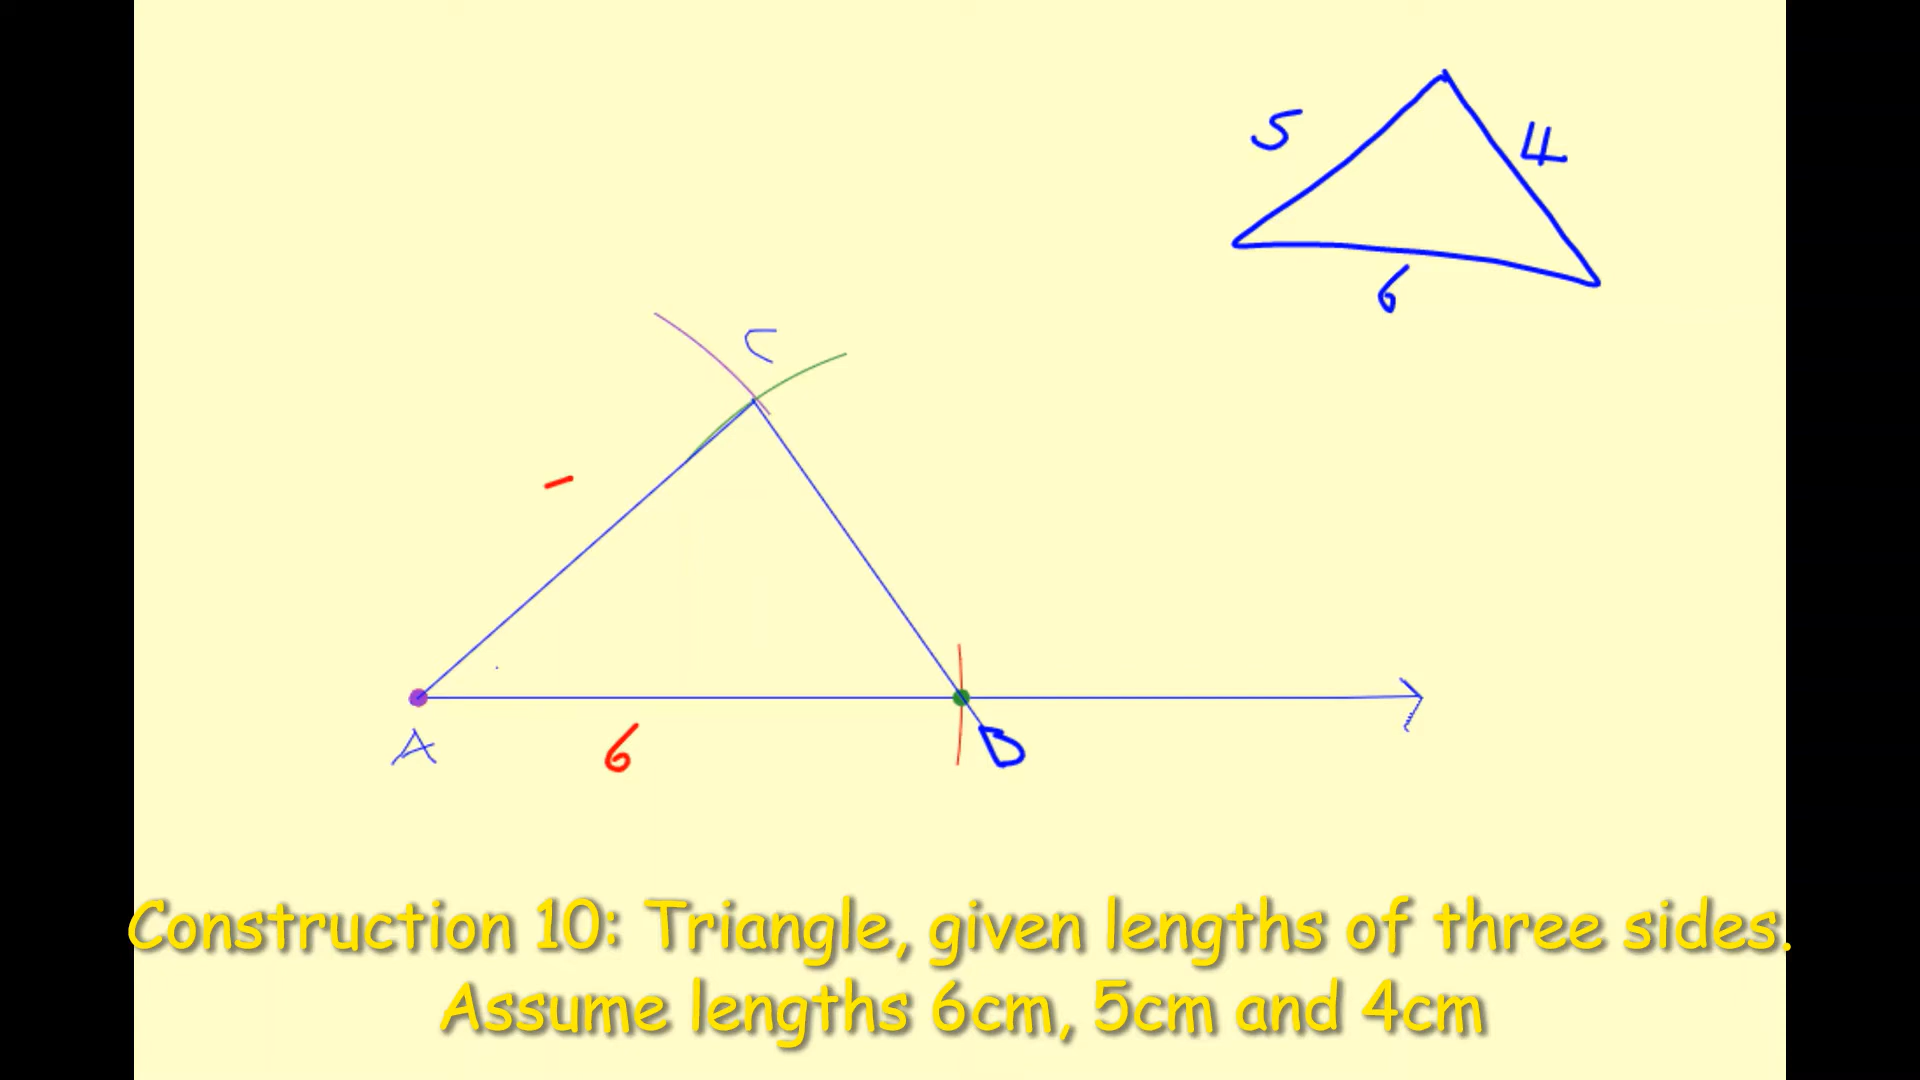 5
4
6
C
A
6
B
Construction 10: Triangle, given lengths of three sides.
Assume lengths 6cm, 5cm and 4cm